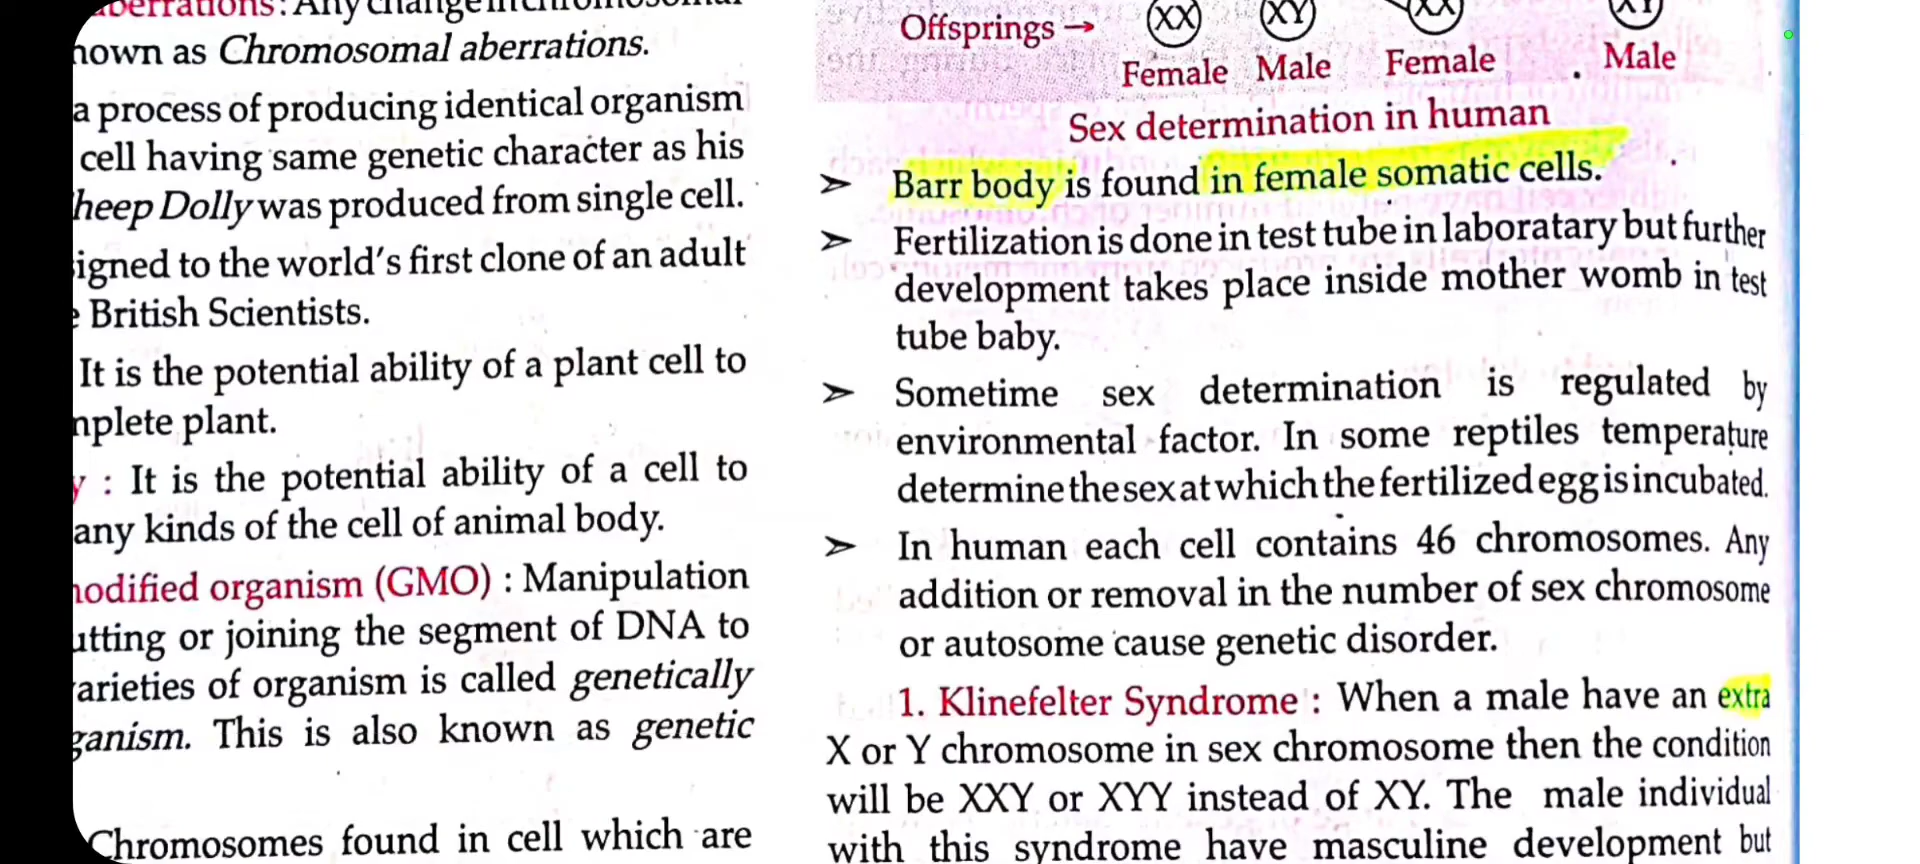 aberrations: Any change in chromosomal
nown as Chromosomal aberrations.
a process of producing identical organism
cell having same genetic character as his
heep Dolly was produced from single cell.
igned to the world's first clone of an adult
e British Scientists.
It is the potential ability of a plant cell to
mplete plant.
y : It is the potential ability of a cell to
any kinds of the cell of animal body.
nodified organism (GMO) : Manipulation
utting or joining the segment of DNA to
varieties of organism is called genetically
ganism. This is also known as genetic
Chromosomes found in cell which are
Offsprings → XX XY XX XY
Female Male Female Male
Sex determination in human
➢ Barr body is found in female somatic cells.
➢ Fertilization is done in test tube in laboratary but further
development takes place inside mother womb in test
tube baby.
➢ Sometime sex determination is regulated by
environmental factor. In some reptiles temperature
determine the sex at which the fertilized egg is incubated.
➢ In human each cell contains 46 chromosomes. Any
addition or removal in the number of sex chromosome
or autosome cause genetic disorder.
1. Klinefelter Syndrome : When a male have an extra
X or Y chromosome in sex chromosome then the condition
will be XXY or XYY instead of XY. The male individual
with this syndrome have masculine development but